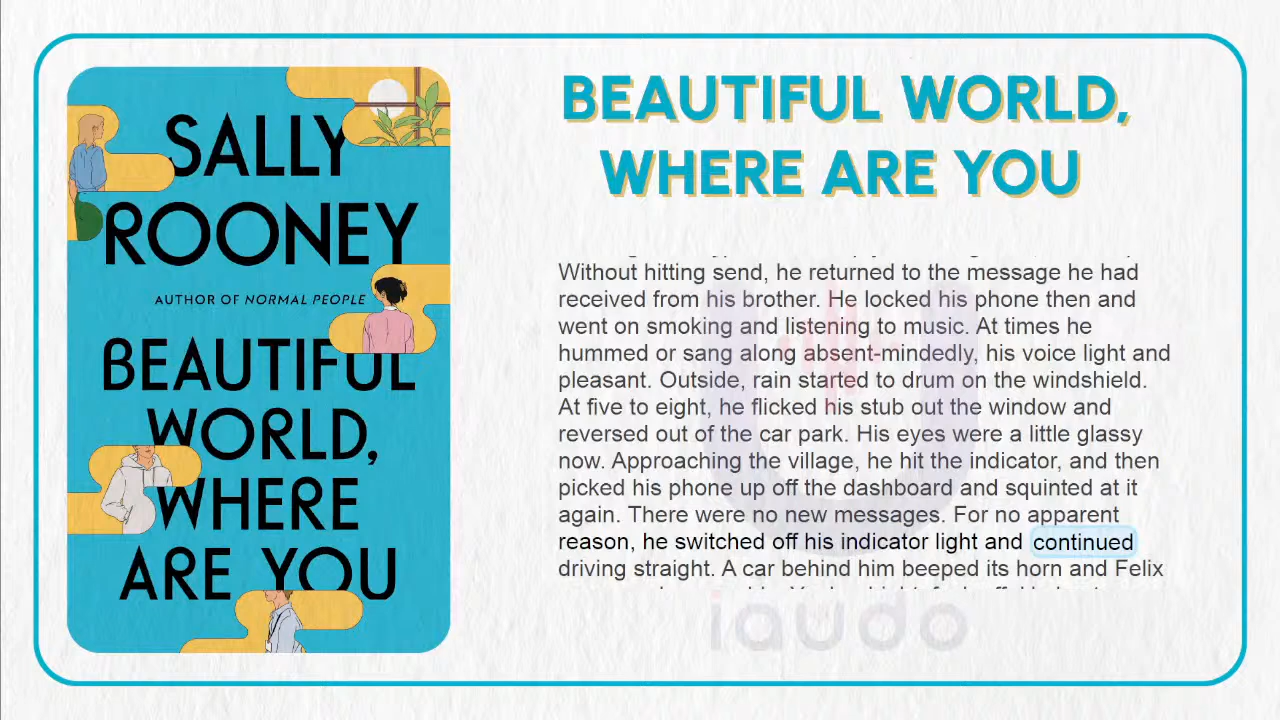 SALLY
ROONEY
AUTHOR OF NORMAL PEOPLE
BEAUTIFUL
WORLD,
WHERE
ARE YOU
BEAUTIFUL WORLD,
WHERE ARE YOU
Without hitting send, he returned to the message he had
received from his brother. He locked his phone then and
went on smoking and listening to music. At times he
hummed or sang along absent-mindedly, his voice light and
pleasant. Outside, rain started to drum on the windshield.
At five to eight, he flicked his stub out the window and
reversed out of the car park. His eyes were a little glassy
now. Approaching the village, he hit the indicator, and then
picked his phone up off the dashboard and squinted at it
again. There were no new messages. For no apparent
reason, he switched off his indicator light and continued
driving straight. A car behind him beeped its horn and Felix
iaudo